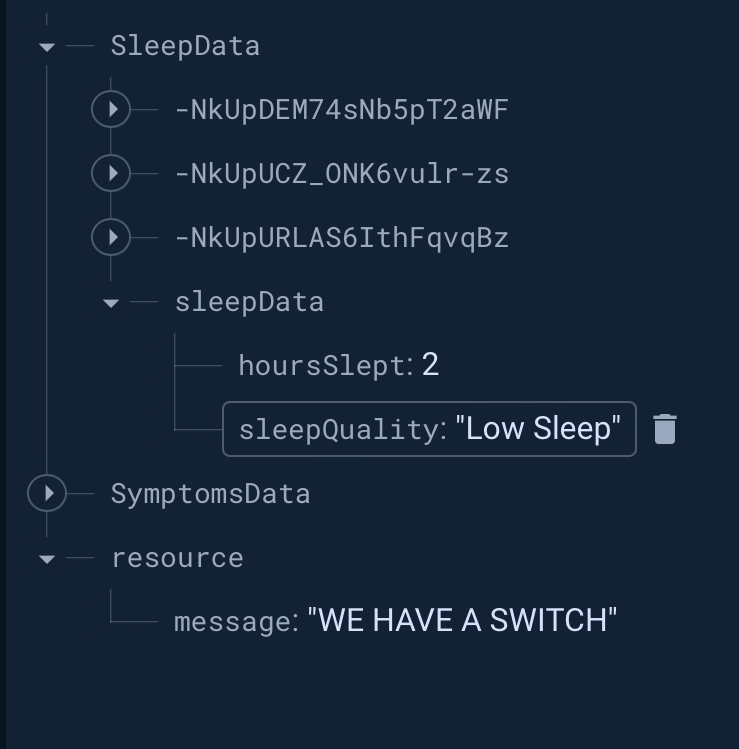 SleepData
-NkUpDEM74sNb5pT2aWF
-NkUpUCZ_ONK6vulr-zs
-NkUpURLAS6IthFqvqBz
sleepData
hoursSlept: 2
sleepQuality: "Low Sleep"
SymptomsData
resource
message: "WE HAVE A SWITCH"